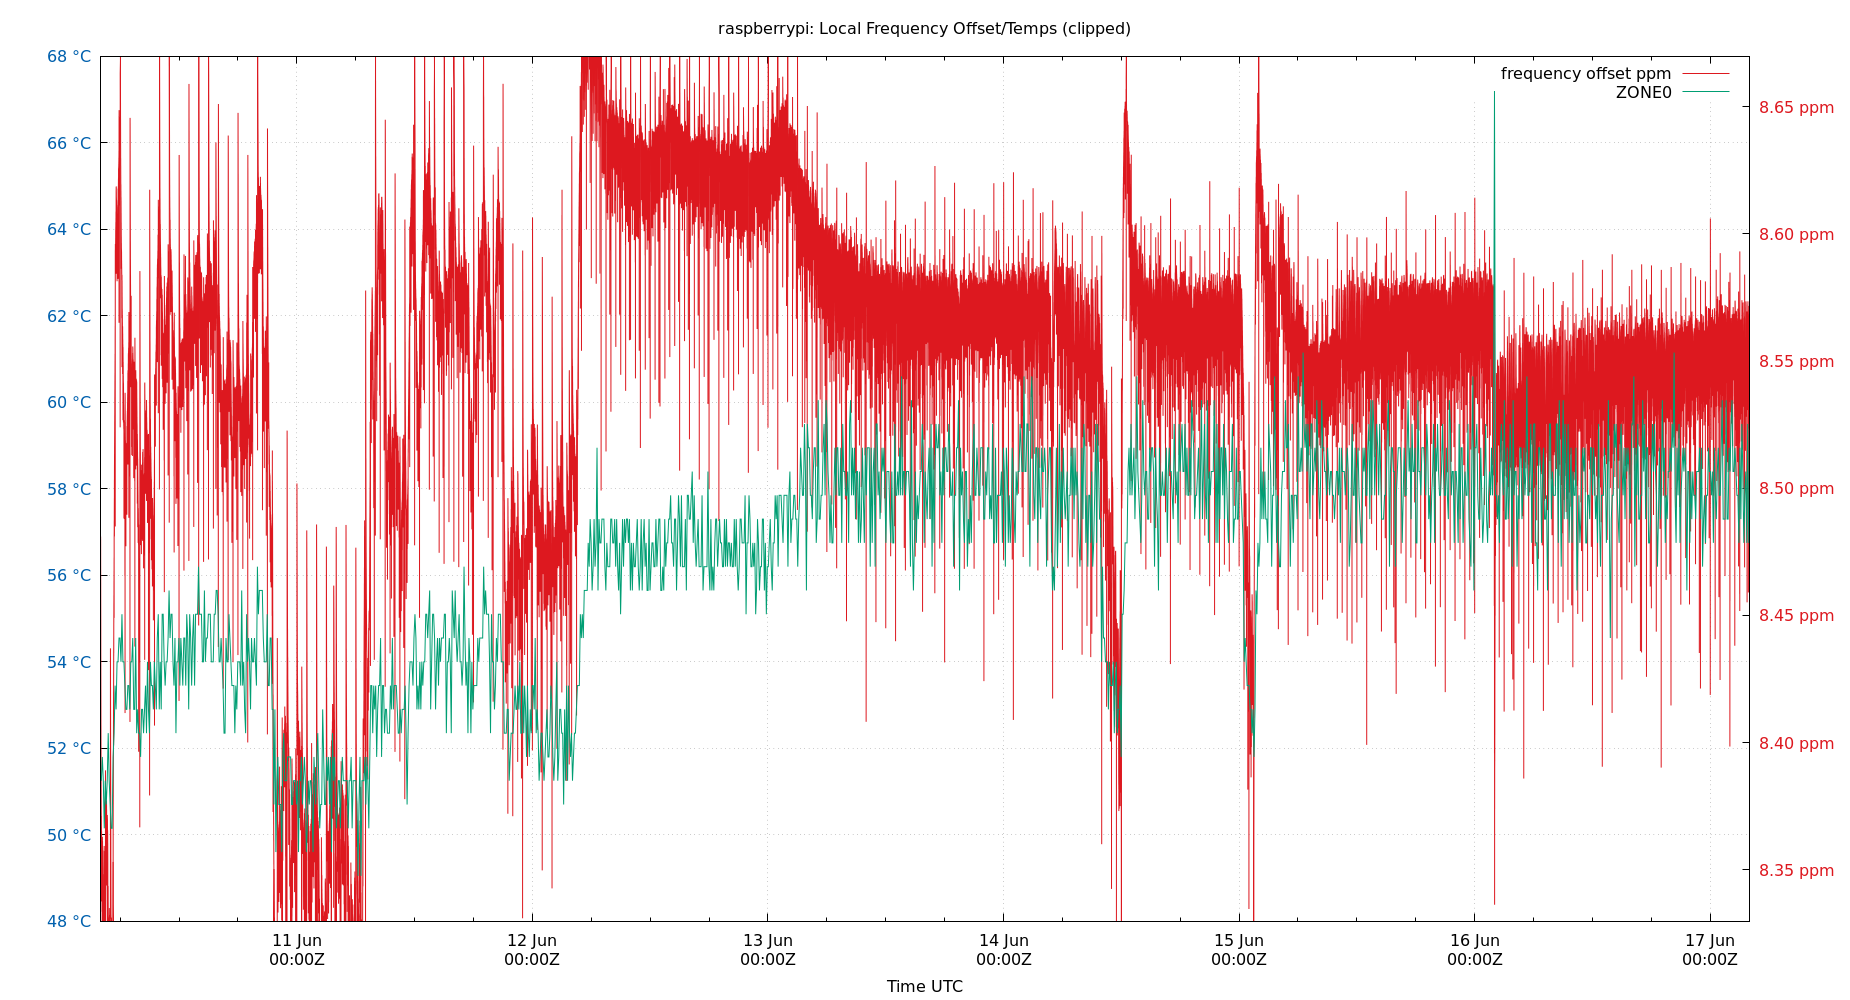 raspberrypi: Local Frequency Offset/Temps (clipped)
68 °C
66 °C
64 °C
62 °C
60 °C
58 °C
56 °C
54 °C
52 °C
50 °C
48 °C
frequency offset ppm
ZONE0
8.65 ppm
8.60 ppm
8.55 ppm
8.50 ppm
8.45 ppm
8.40 ppm
8.35 ppm
11 Jun 12 Jun 13 Jun 14 Jun 15 Jun 16 Jun 17 Jun
00:00Z 00:00Z 00:00Z 00:00Z 00:00Z 00:00Z 00:00Z
Time UTC